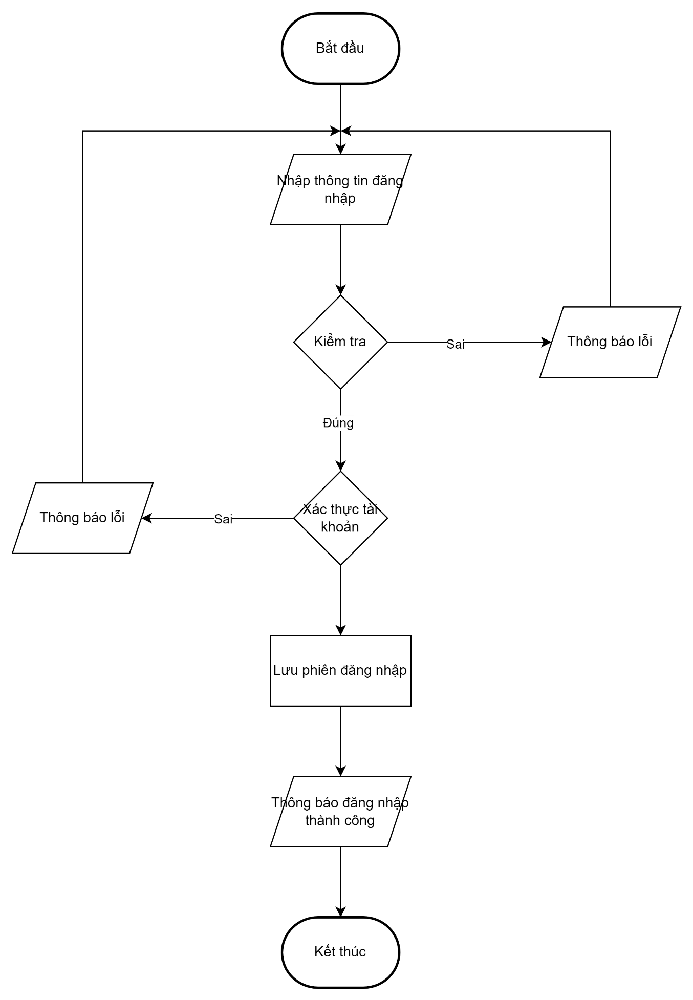 Bắt đầu
Nhập thông tin đăng
nhập
Kiểm tra
Sai
Thông báo lỗi
Đúng
Xác thực tài
khoản
Sai
Thông báo lỗi
Lưu phiên đăng nhập
Thông báo đăng nhập
thành công
Kết thúc